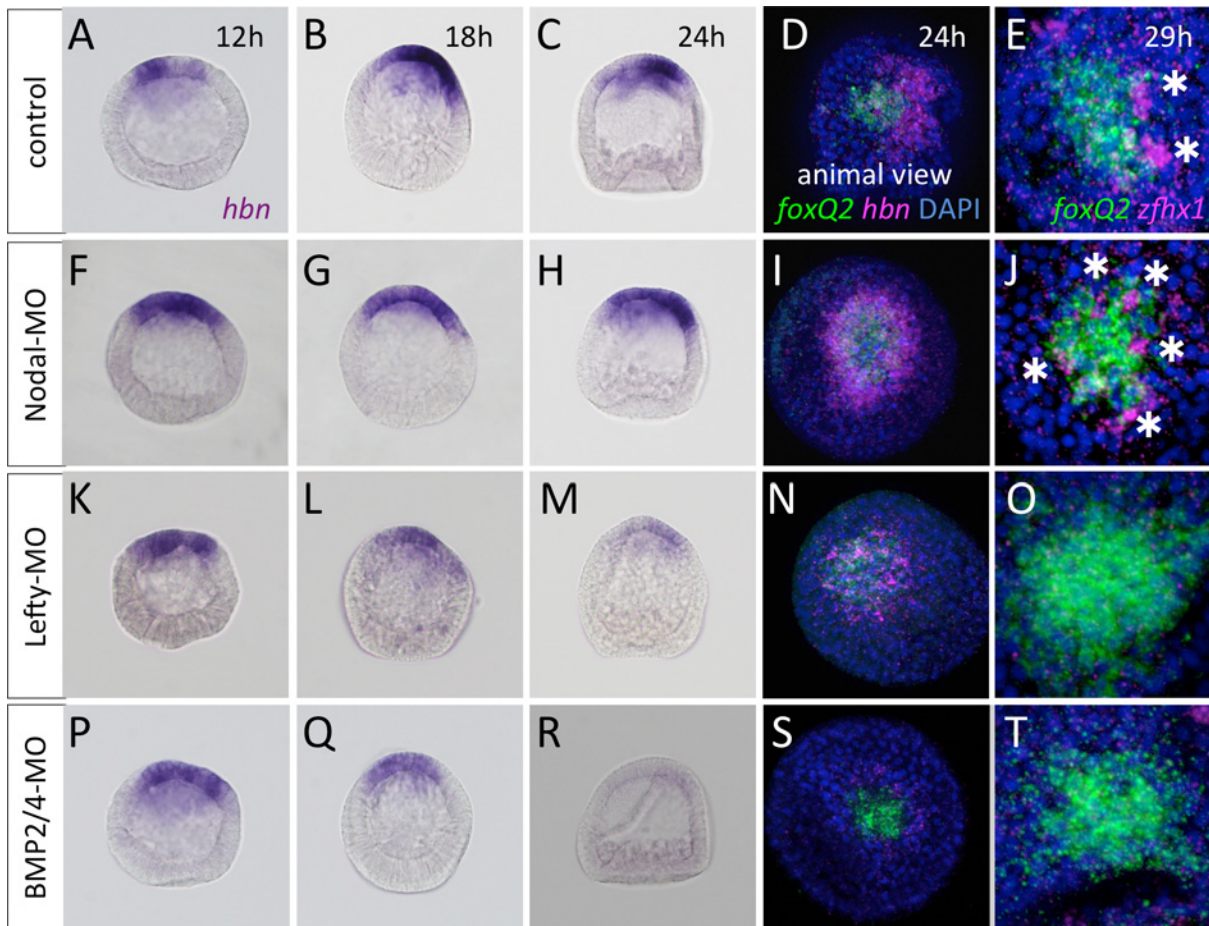 control
A 12h
hbn
B 18h
C 24h
D 24h
animal view
foxQ2 hbn DAPI
E 29h
* 
*
foxQ2 zfhx1
Nodal-MO
F
G
H
I
J
* *
* *
*
Lefty-MO
K
L
M
N
O
BMP2/4-MO
P
Q
R
S
T